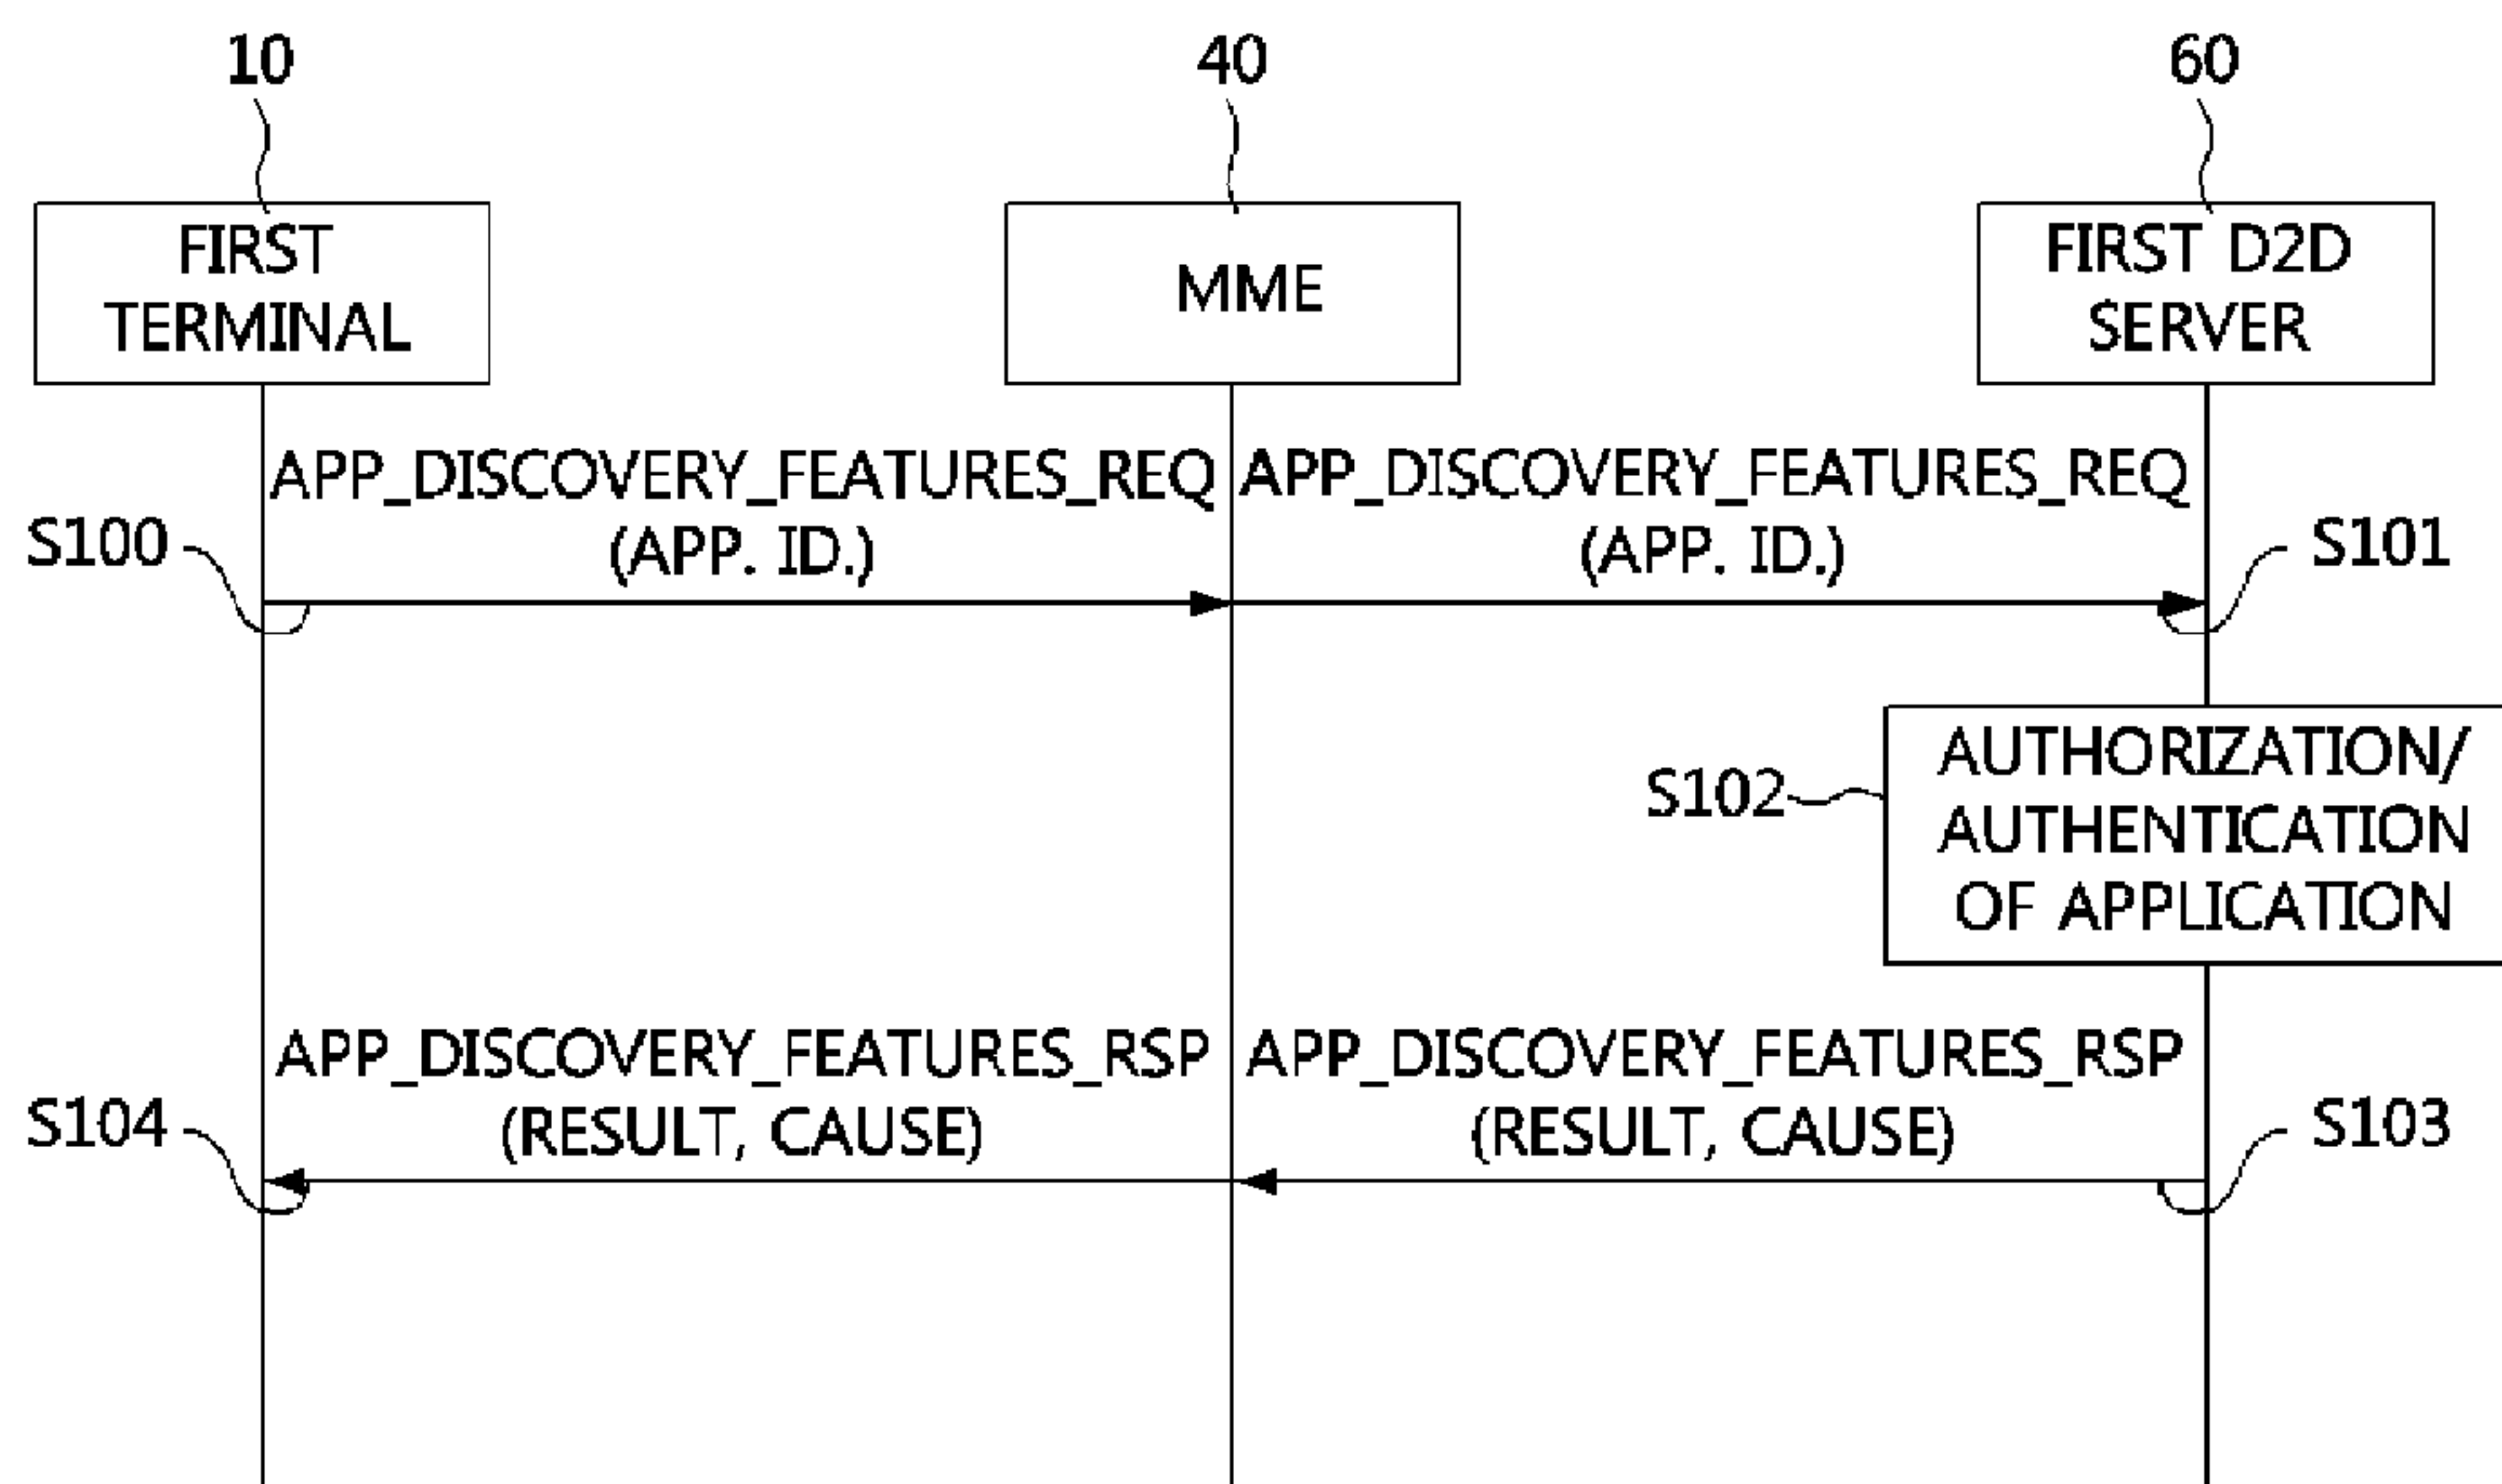 10
40
60
FIRST
TERMINAL
MME
FIRST D2D
SERVER
APP_DISCOVERY_FEATURES_REQ
(APP. ID.)
APP_DISCOVERY_FEATURES_REQ
(APP. ID.)
S100
S101
S102
AUTHORIZATION/
AUTHENTICATION
OF APPLICATION
APP_DISCOVERY_FEATURES_RSP
(RESULT, CAUSE)
APP_DISCOVERY_FEATURES_RSP
(RESULT, CAUSE)
S104
S103